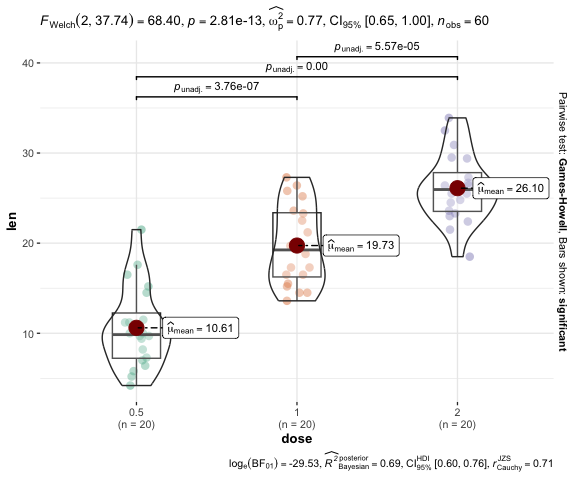 F_Welch(2, 37.74) = 68.40, p = 2.81e-13, ω̂²_p = 0.77, CI_95% [0.65, 1.00], n_obs = 60
p_unadj. = 5.57e-05
p_unadj. = 0.00
p_unadj. = 3.76e-07
40
30
20
10
len
μ̂_mean = 26.10
μ̂_mean = 19.73
μ̂_mean = 10.61
Pairwise test: Games-Howell, Bars shown: significant
0.5 1 2
(n = 20) (n = 20) (n = 20)
dose
log_e(BF_01) = -29.53, R̂²^posterior_Bayesian = 0.69, CI^HDI_95% [0.60, 0.76], r^JZS_Cauchy = 0.71